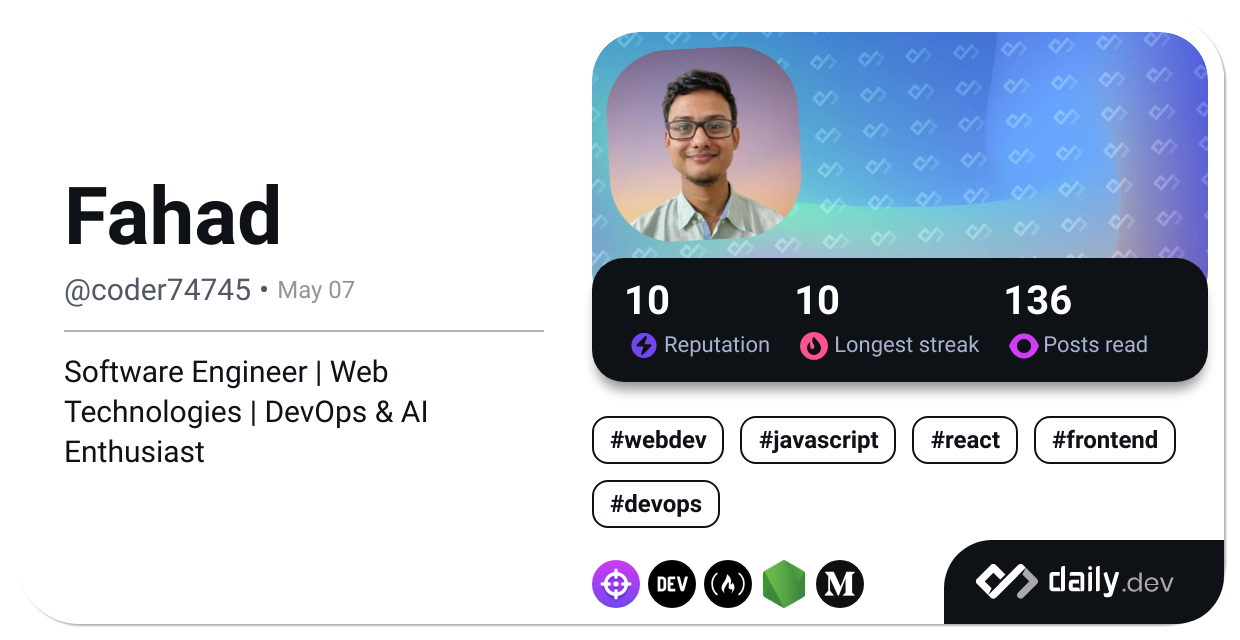 Fahad
@coder74745 • May 07
Software Engineer | Web
Technologies | DevOps & AI
Enthusiast
10 10 136
Reputation Longest streak Posts read
#webdev #javascript #react #frontend
#devops
DEV M
daily.dev